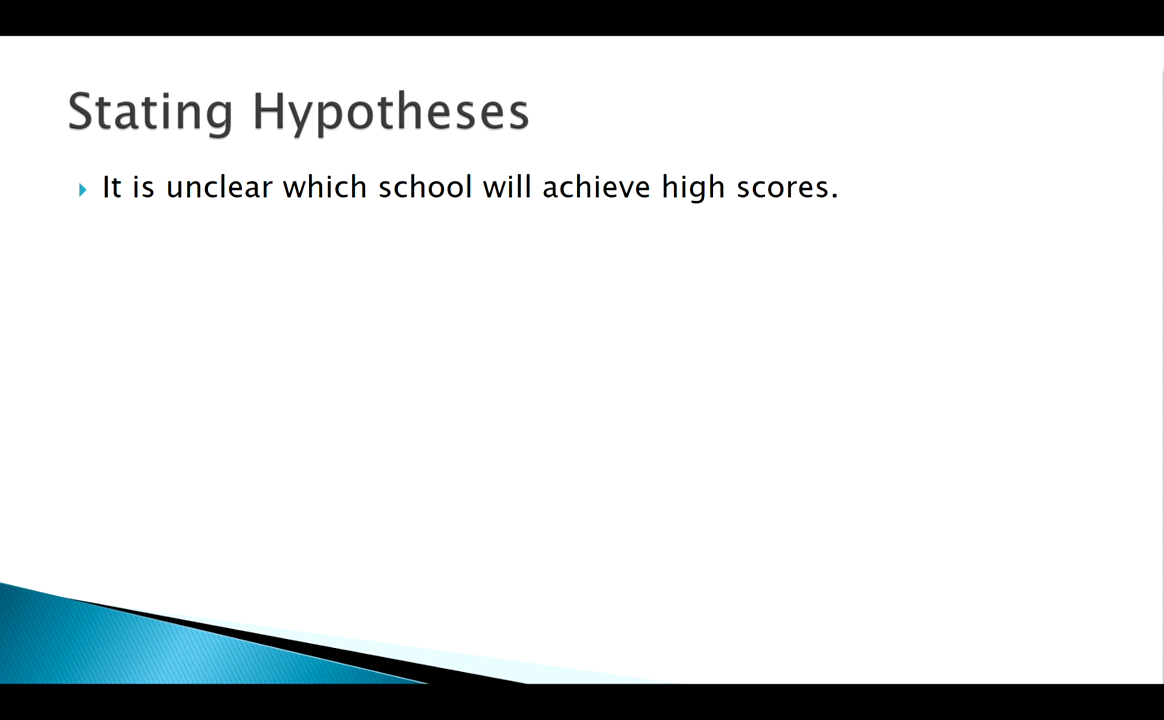 Stating Hypotheses
It is unclear which school will achieve high scores.